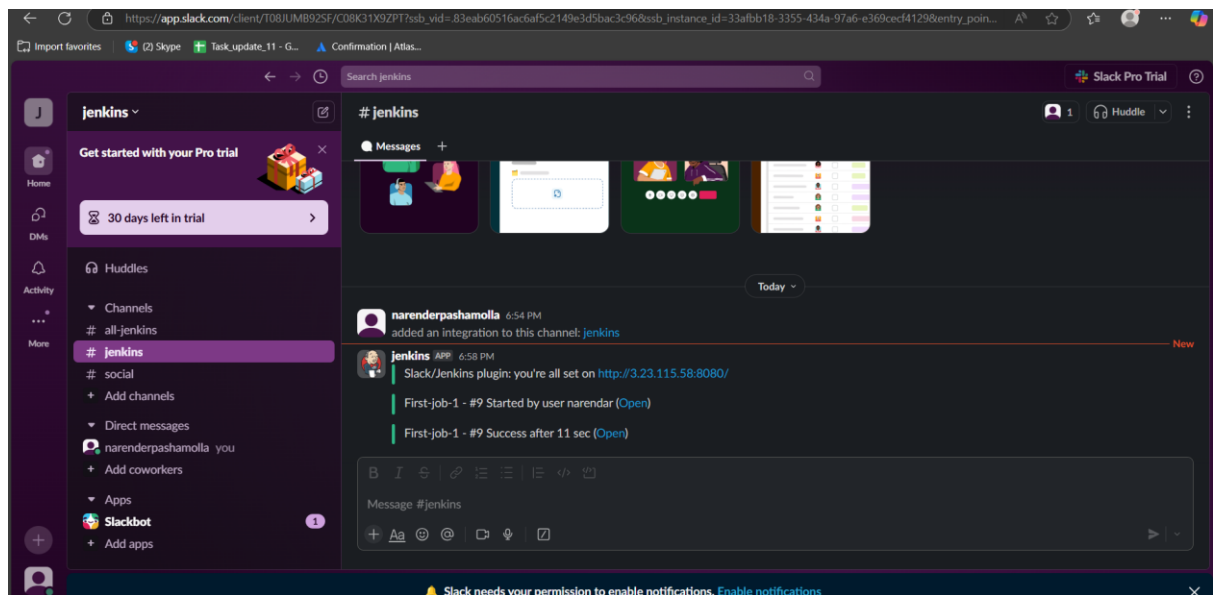 https://app.slack.com/client/T08JUMB92SF/C08K31X9ZPT?ssb_vid=.83eab60516ac6af5c2149e3d5bac3c96&ssb_instance_id=33afbb18-3355-434a-97a6-e369cecf4129&entry_poin...
Import favorites (2) Skype Task_update_11 - G... Confirmation | Atlas...
Search jenkins
Slack Pro Trial
J
jenkins
# jenkins
1
Huddle
Get started with your Pro trial
Messages
Home
30 days left in trial
DMs
Huddles
Activity
More
Channels
# all-jenkins
# jenkins
# social
+ Add channels
Direct messages
narenderpashamolla you
+ Add coworkers
Apps
Slackbot 1
+ Add apps
Today
narenderpashamolla 6:54 PM
added an integration to this channel: jenkins
New
jenkins APP 6:58 PM
Slack/Jenkins plugin: you're all set on http://3.23.115.58:8080/
First-job-1 - #9 Started by user narendar (Open)
First-job-1 - #9 Success after 11 sec (Open)
B I S
Message #jenkins
+ Aa @
Slack needs your permission to enable notifications. Enable notifications